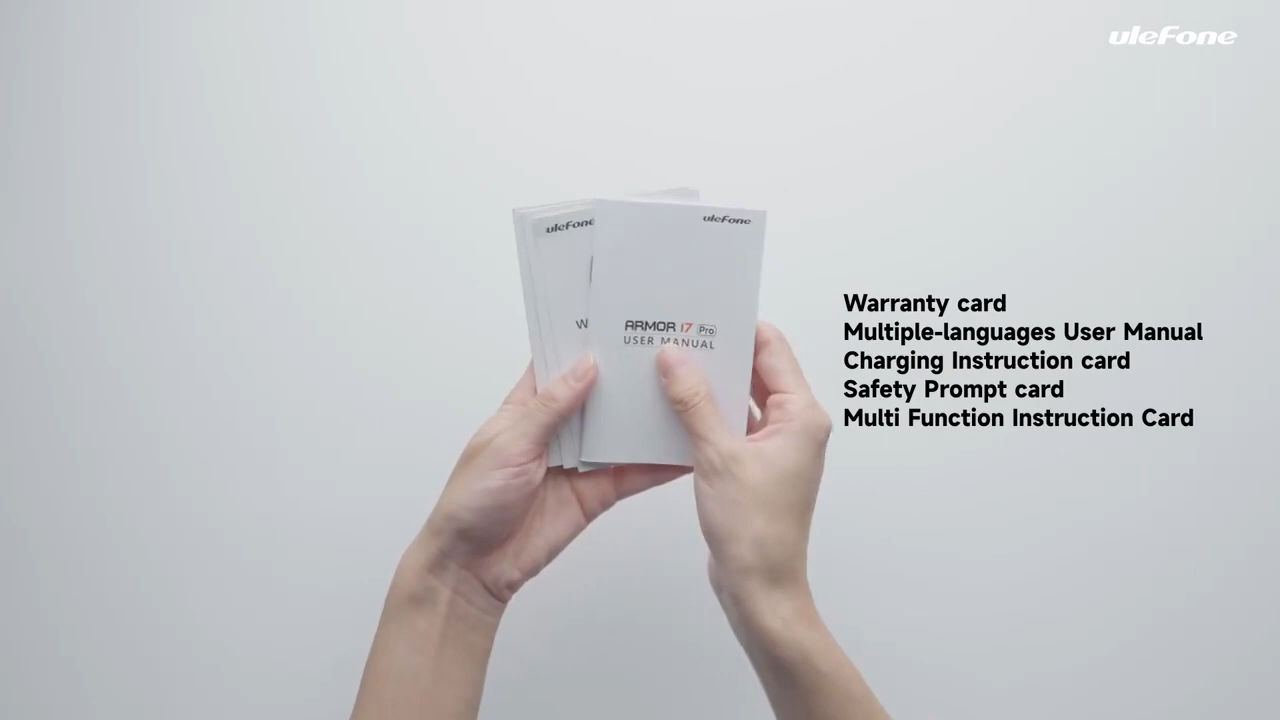 uleFone
uleFone
uleFone
W
ARMOR 17 Pro
USER MANUAL
Warranty card
Multiple-languages User Manual
Charging Instruction card
Safety Prompt card
Multi Function Instruction Card